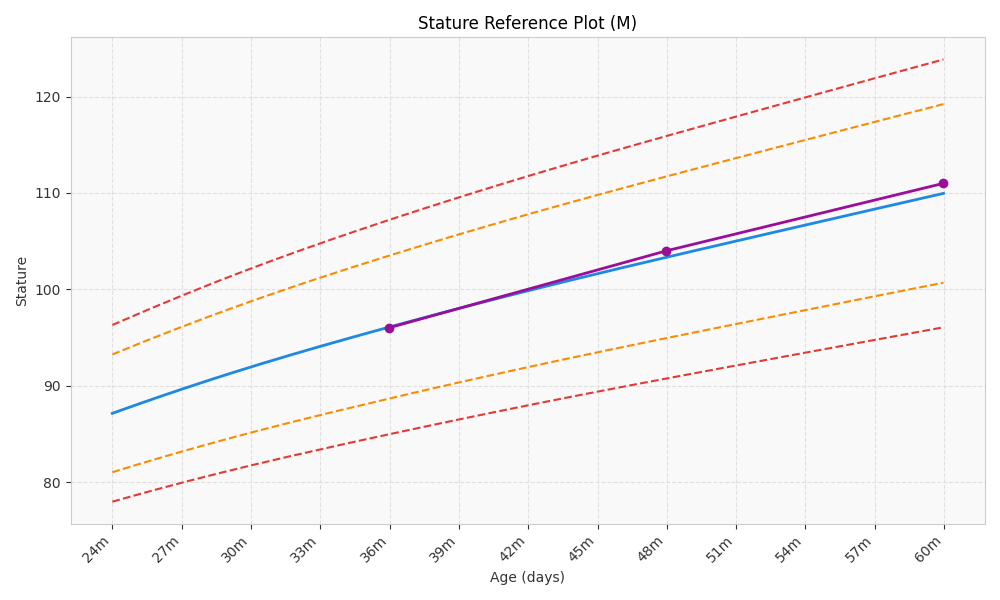 Stature Reference Plot (M)
Stature
120
110
100
90
80
24m
27m
30m
33m
36m
39m
42m
45m
48m
51m
54m
57m
60m
Age (days)